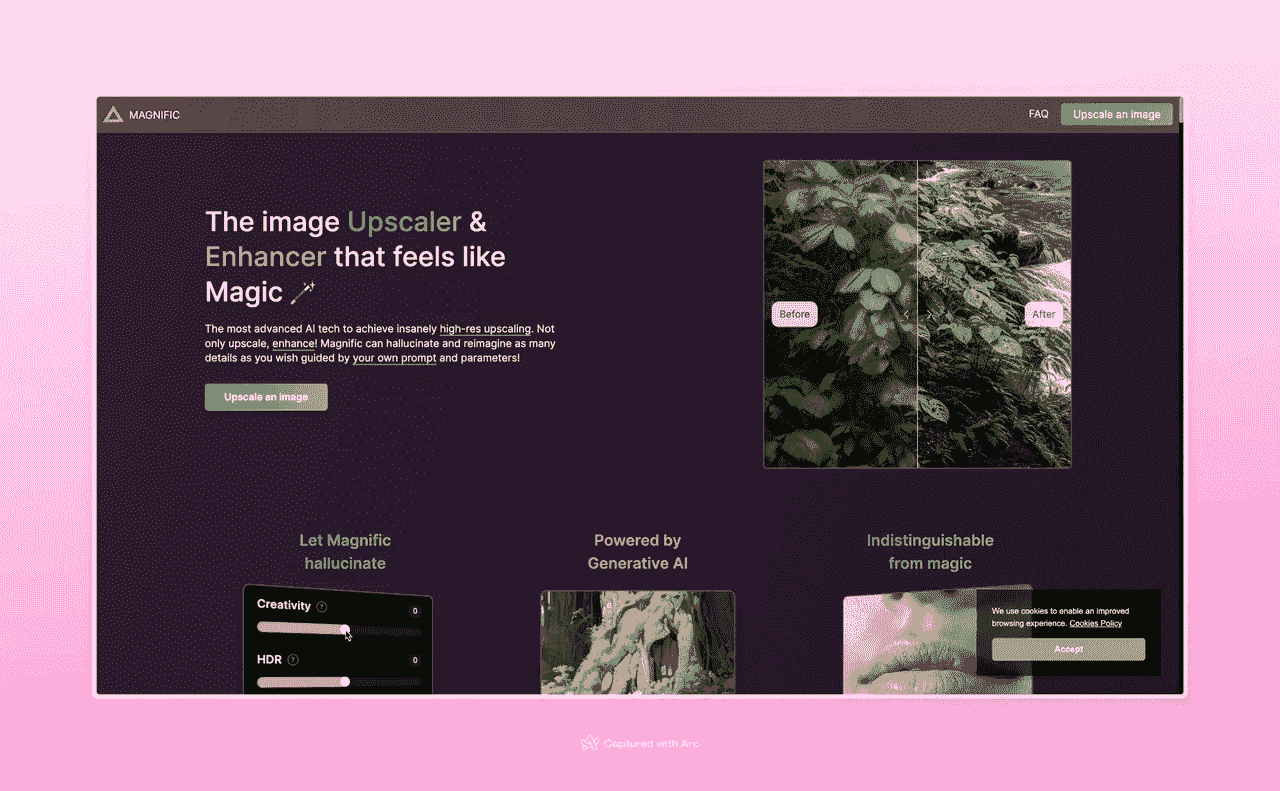 MAGNIFIC
FAQ
Upscale an image
The image Upscaler &
Enhancer that feels like
Magic
The most advanced AI tech to achieve insanely high-res upscaling. Not
only upscale, enhance! Magnific can hallucinate and reimagine as many
details as you wish guided by your own prompt and parameters!
Upscale an image
Before
After
Let Magnific
hallucinate
Creativity ?
0
HDR ?
0
Powered by
Generative AI
Indistinguishable
from magic
We use cookies to enable an improved
browsing experience. Cookies Policy
Accept
Captured with Arc